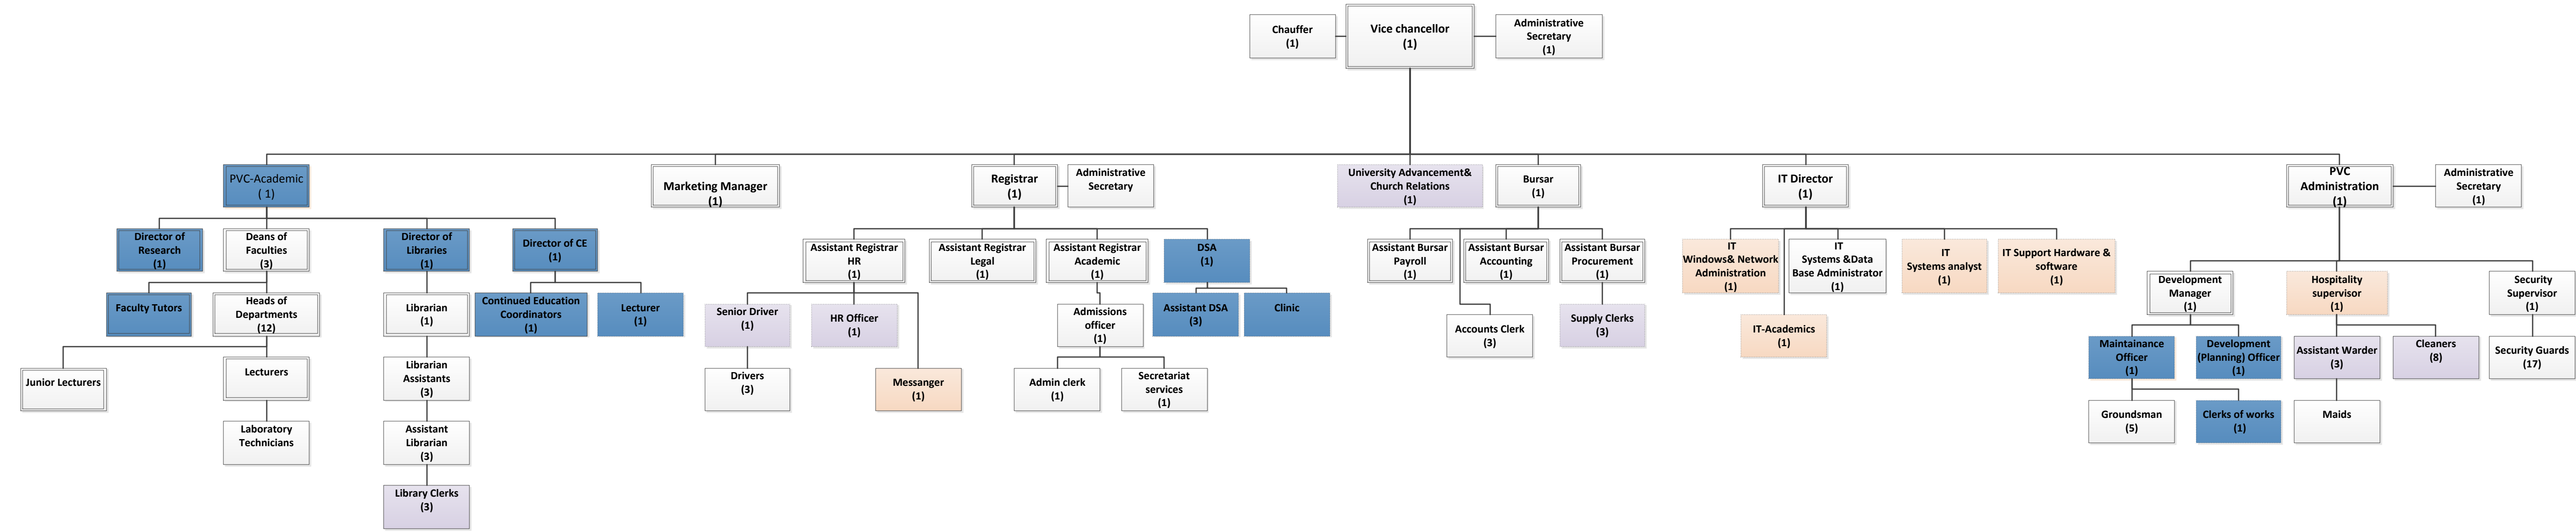 Chauffer
(1)
Vice chancellor
(1)
Administrative
Secretary
(1)
PVC-Academic
( 1)
Marketing Manager
(1)
Registrar
(1)
Administrative
Secretary
University Advancement&
Church Relations
(1)
Bursar
(1)
IT Director
(1)
PVC
Administration
(1)
Administrative
Secretary
(1)
Director of
Research
(1)
Deans of
Faculties
(3)
Director of
Libraries
(1)
Director of CE
(1)
Assistant Registrar
HR
(1)
Assistant Registrar
Legal
(1)
Assistant Registrar
Academic
(1)
DSA
(1)
Assistant Bursar
Payroll
(1)
Assistant Bursar
Accounting
(1)
Assistant Bursar
Procurement
(1)
IT
Windows& Network
Administration
(1)
IT
Systems &Data
Base Administrator
(1)
IT
Systems analyst
(1)
IT Support Hardware &
software
(1)
Development
Manager
(1)
Hospitality
supervisor
(1)
Security
Supervisor
(1)
Faculty Tutors
Heads of
Departments
(12)
Librarian
(1)
Continued Education
Coordinators
(1)
Lecturer
(1)
Senior Driver
(1)
HR Officer
(1)
Admissions
officer
(1)
Assistant DSA
(3)
Clinic
Accounts Clerk
(3)
Supply Clerks
(3)
IT-Academics
(1)
Maintainance
Officer
(1)
Development
(Planning) Officer
(1)
Assistant Warder
(3)
Cleaners
(8)
Security Guards
(17)
Junior Lecturers
Lecturers
Librarian
Assistants
(3)
Drivers
(3)
Messanger
(1)
Admin clerk
(1)
Secretariat
services
(1)
Groundsman
(5)
Clerks of works
(1)
Maids
Laboratory
Technicians
Assistant
Librarian
(3)
Library Clerks
(3)